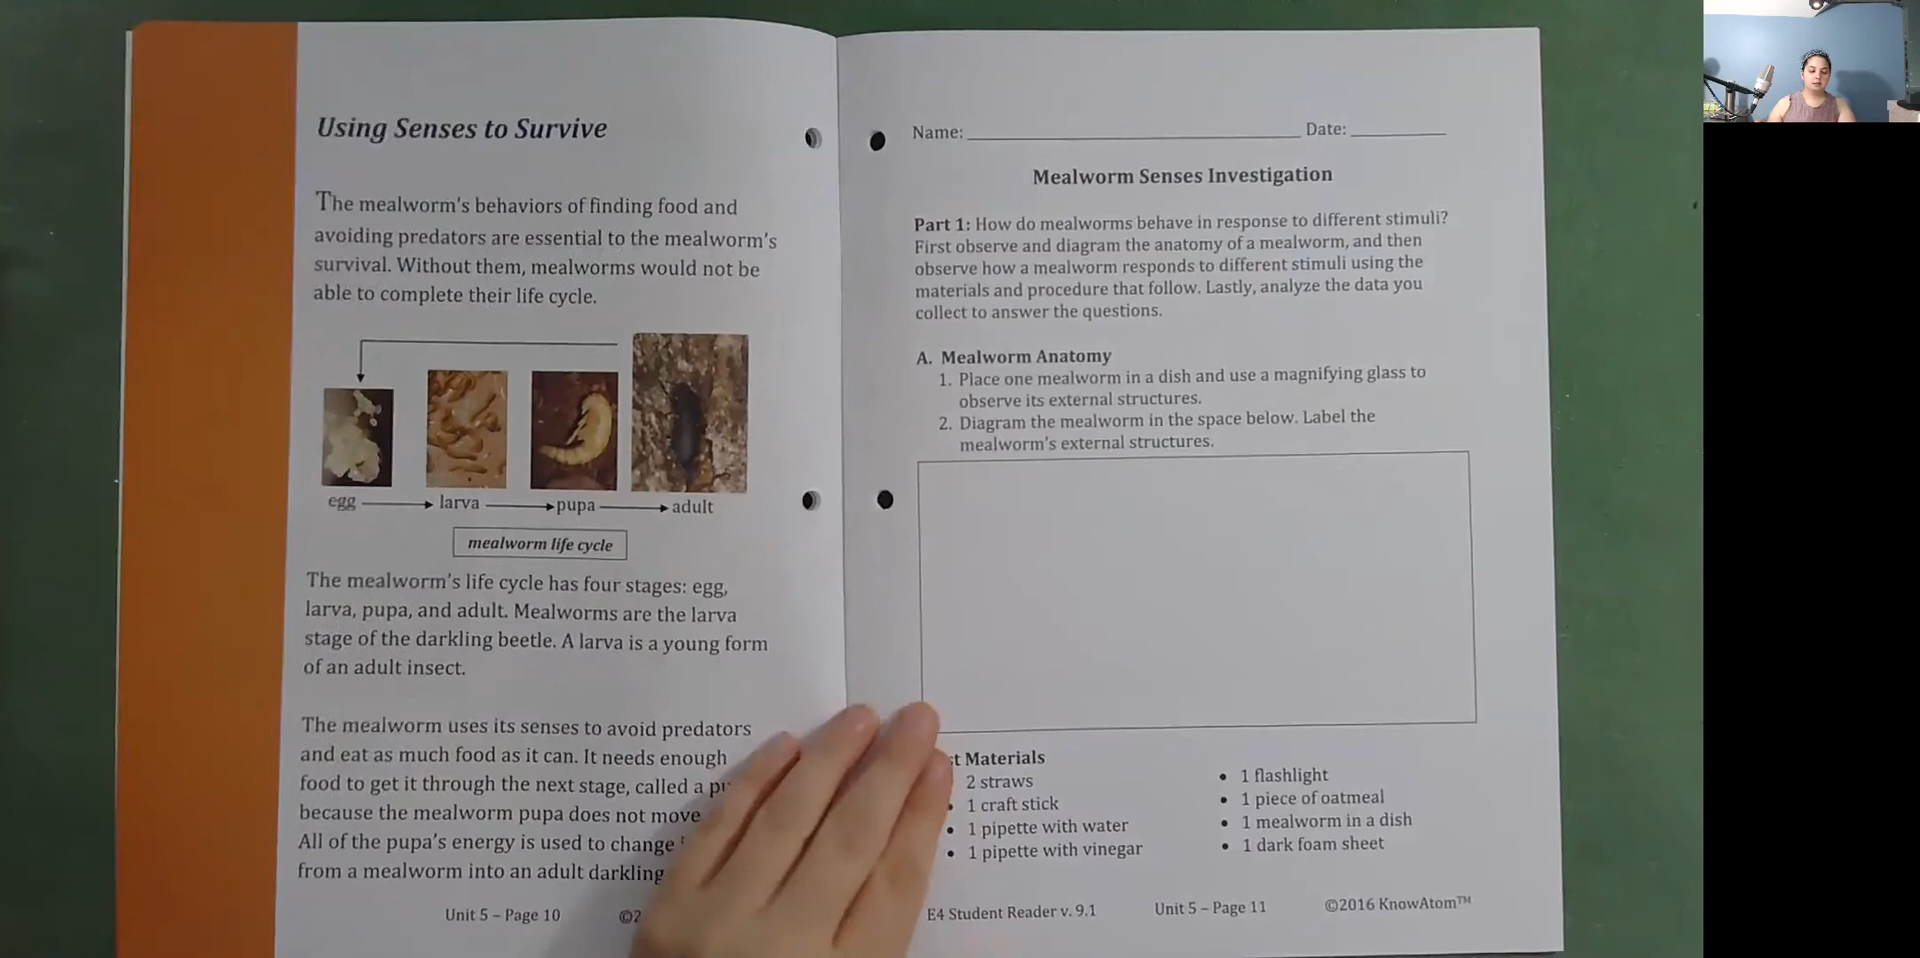 Using Senses to Survive
The mealworm's behaviors of finding food and
avoiding predators are essential to the mealworm's
survival. Without them, mealworms would not be
able to complete their life cycle.
egg
larva
pupa
adult
mealworm life cycle
The mealworm's life cycle has four stages: egg,
larva, pupa, and adult. Mealworms are the larva
stage of the darkling beetle. A larva is a young form
of an adult insect.
The mealworm uses its senses to avoid predators
and eat as much food as it can. It needs enough
food to get it through the next stage, called a
because the mealworm pupa does not move
All of the pupa's energy is used to change
from a mealworm into an adult darkling
Unit 5 – Page 10
Name: Date:
Mealworm Senses Investigation
Part 1: How do mealworms behave in response to different stimuli?
First observe and diagram the anatomy of a mealworm, and then
observe how a mealworm responds to different stimuli using the
materials and procedure that follow. Lastly, analyze the data you
collect to answer the questions.
A. Mealworm Anatomy
1. Place one mealworm in a dish and use a magnifying glass to
observe its external structures.
2. Diagram the mealworm in the space below. Label the
mealworm's external structures.
Materials
2 straws
• 1 craft stick
• 1 pipette with water
• 1 pipette with vinegar
• 1 flashlight
• 1 piece of oatmeal
• 1 mealworm in a dish
• 1 dark foam sheet
E4 Student Reader v. 9.1 Unit 5 – Page 11 ©2016 KnowAtom™